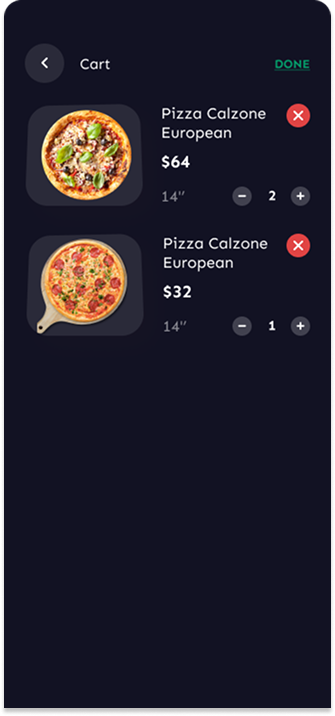 Cart
DONE
Pizza Calzone
European
$64
14''
2
Pizza Calzone
European
$32
14''
1